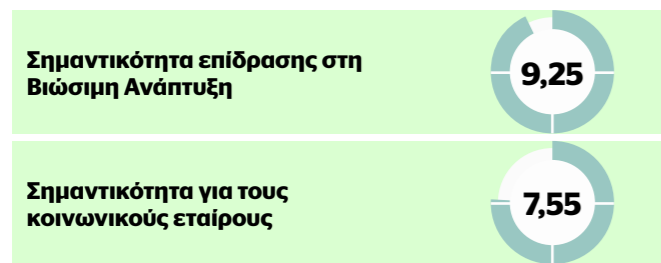 Σημαντικότητα επίδρασης στη
Βιώσιμη Ανάπτυξη
9,25
Σημαντικότητα για τους
κοινωνικούς εταίρους
7,55